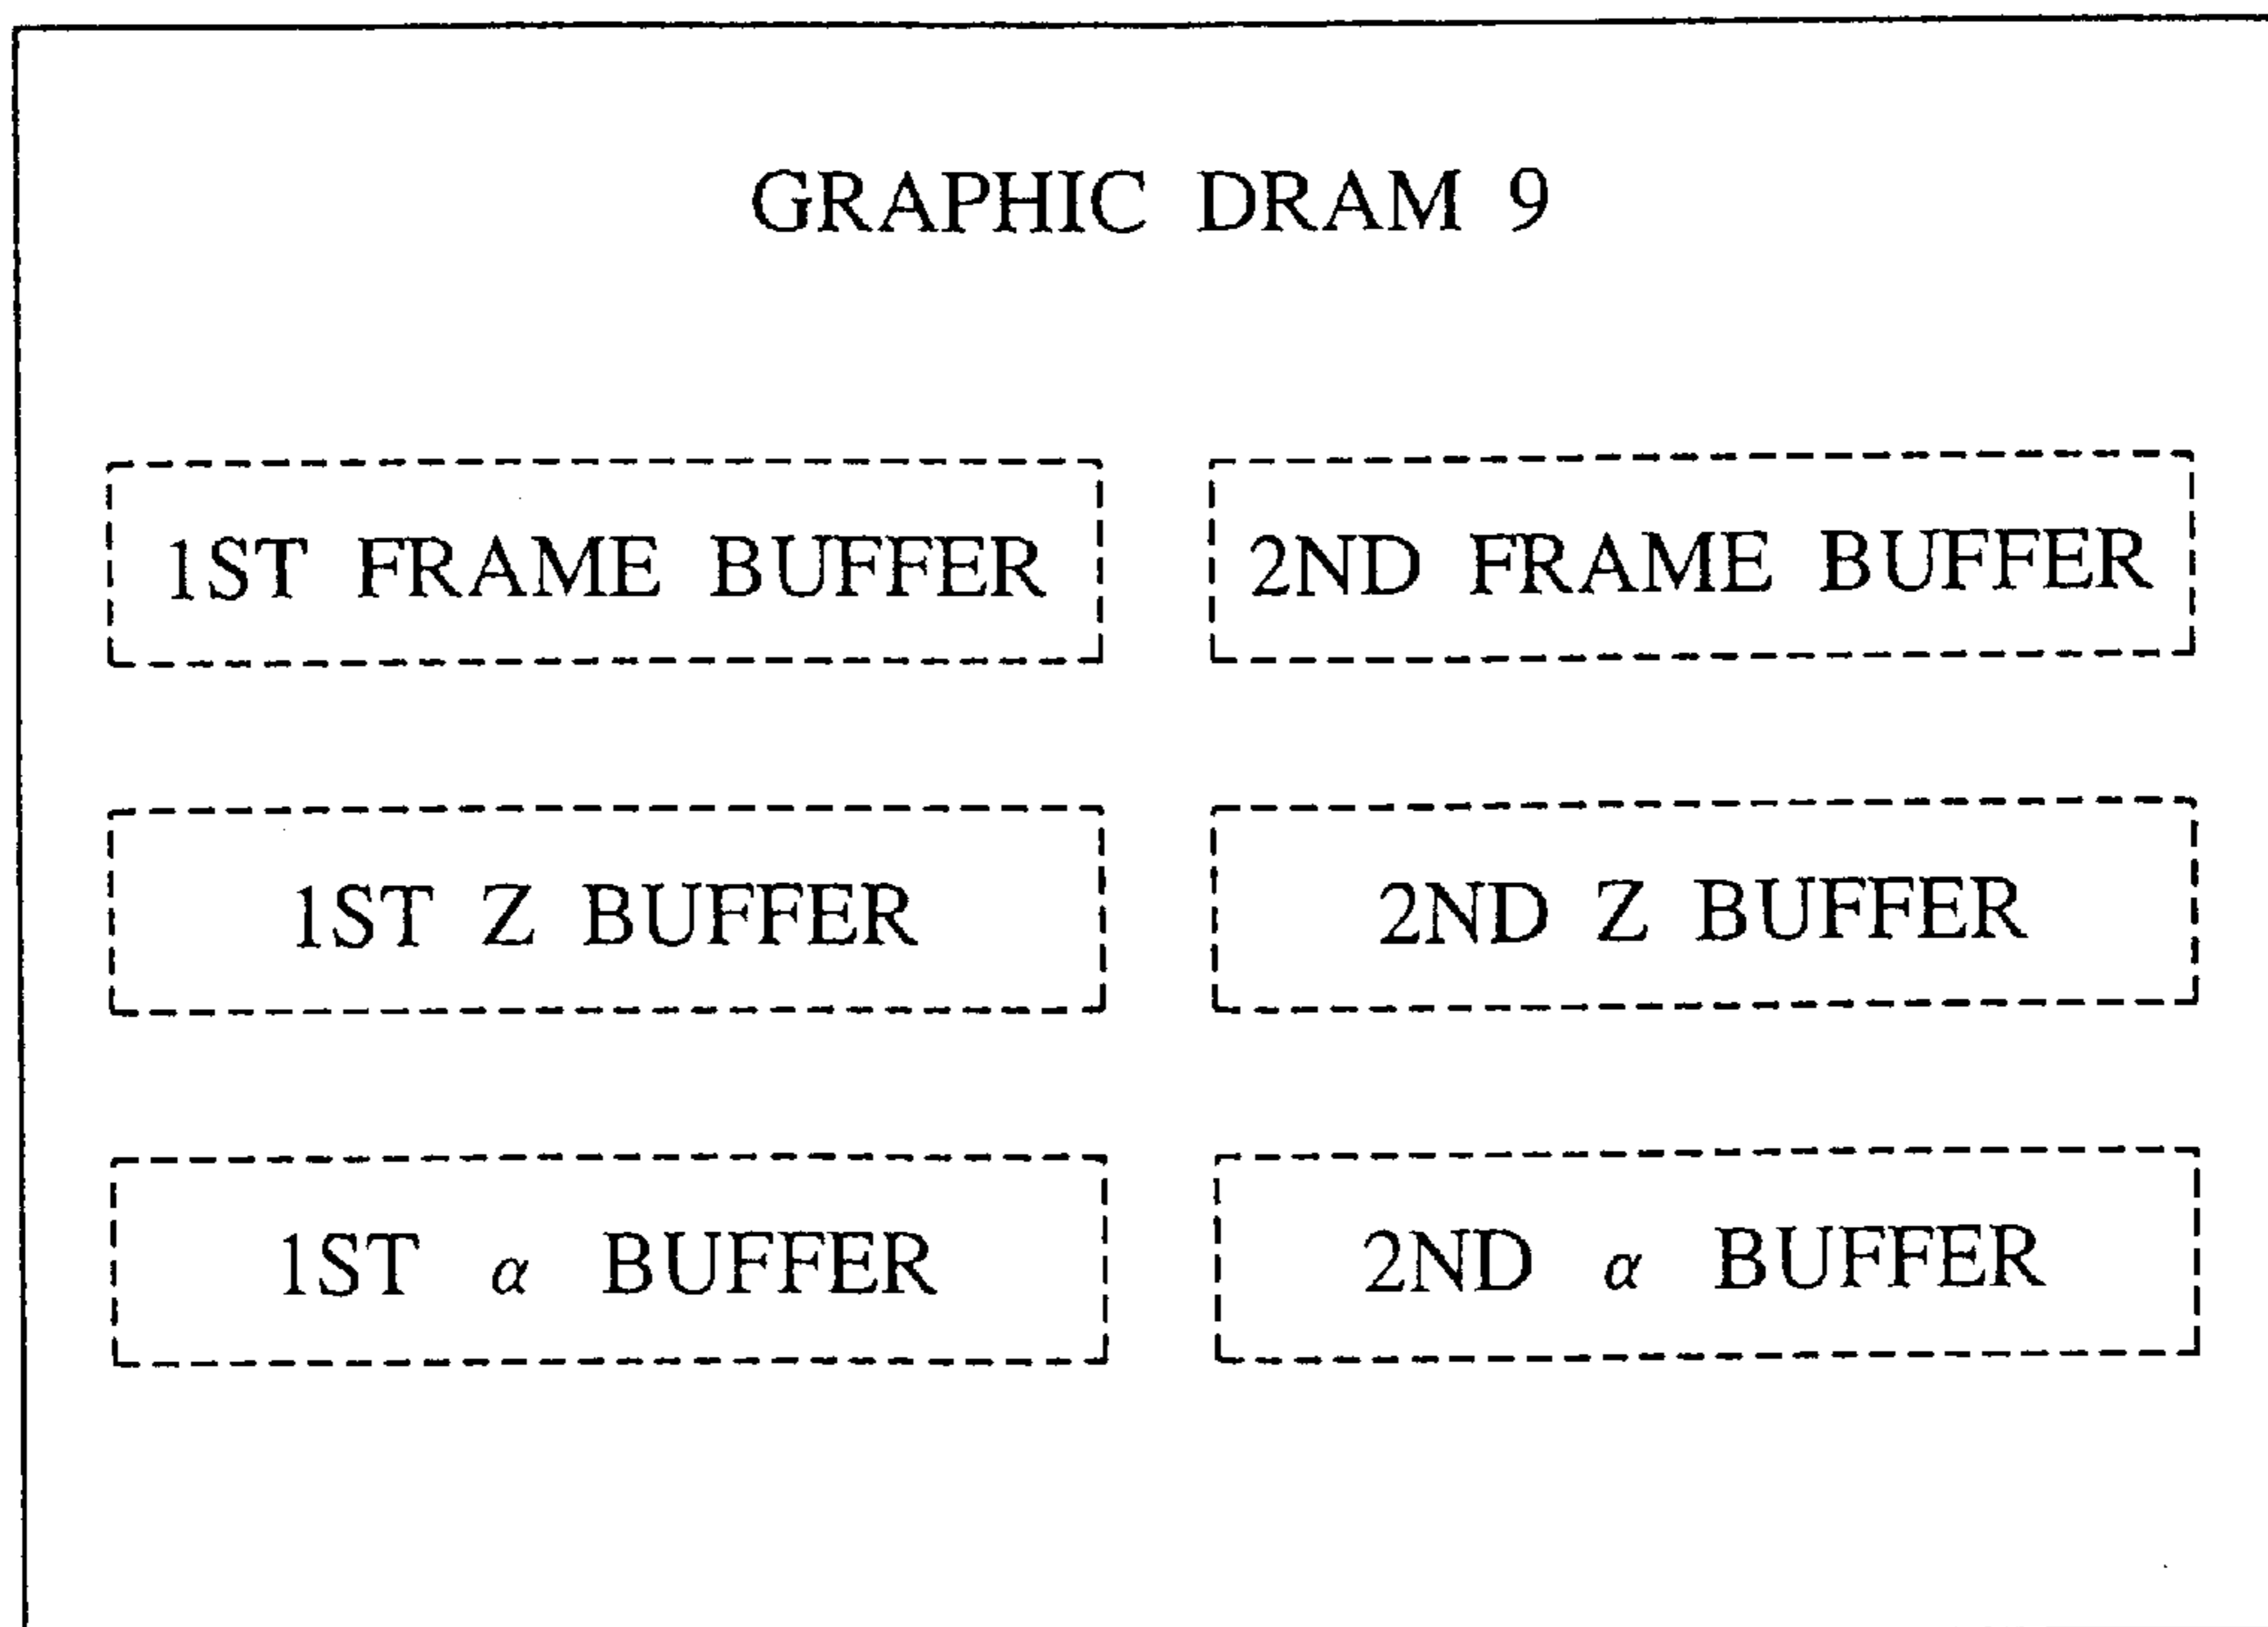 GRAPHIC DRAM 9
1ST FRAME BUFFER
2ND FRAME BUFFER
1ST Z BUFFER
2ND Z BUFFER
1ST α BUFFER
2ND α BUFFER